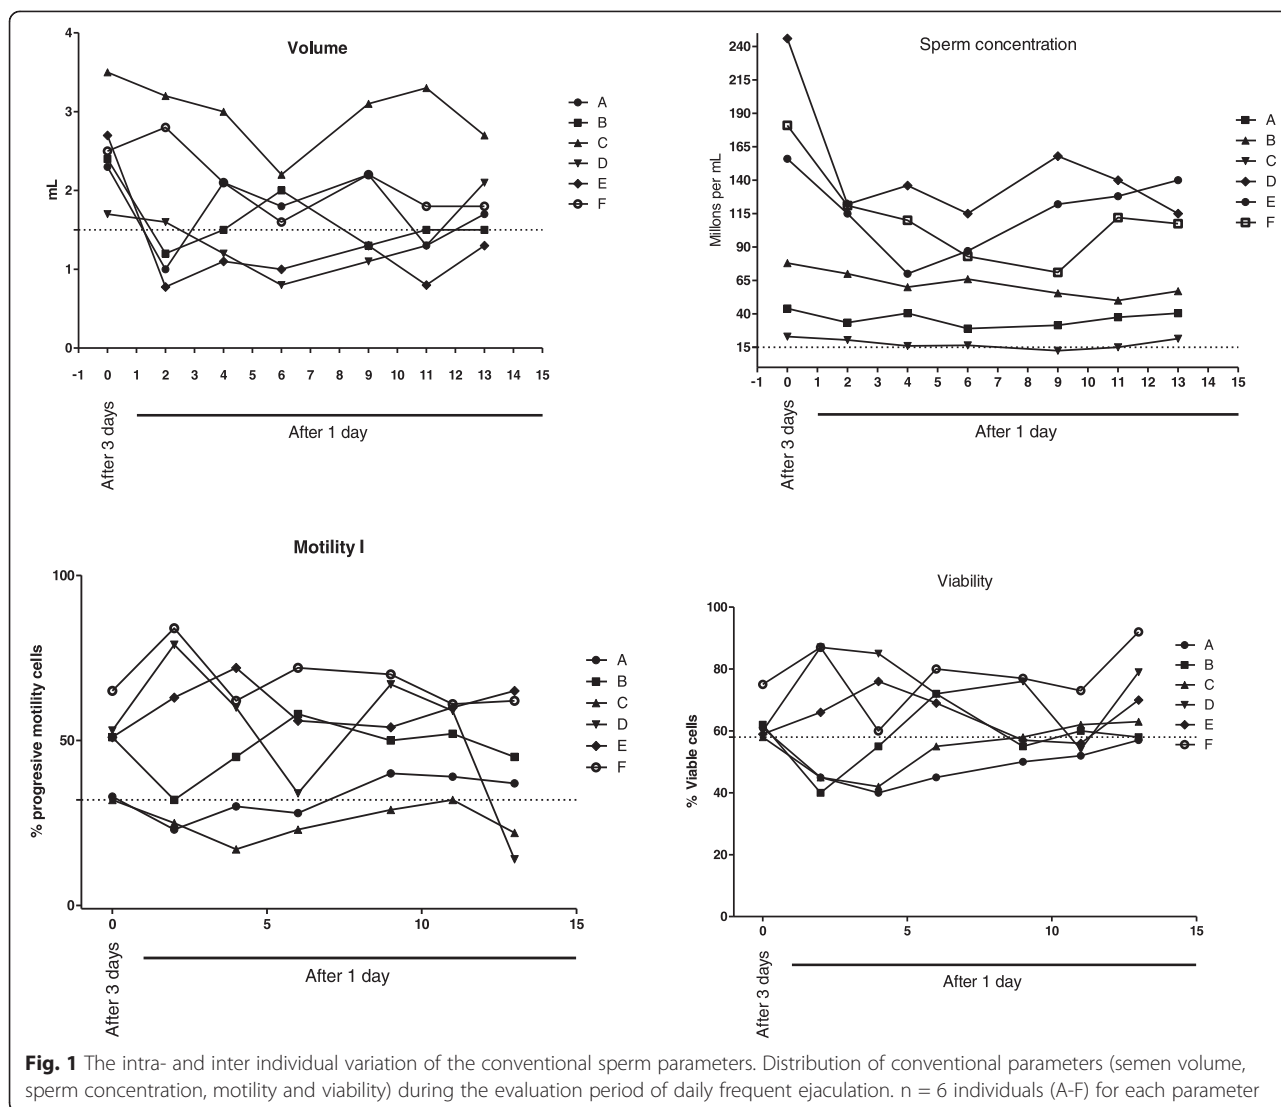 Volume
4
3
2
1
0
mL
-1 0 1 2 3 4 5 6 7 8 9 10 11 12 13 14 15
After 3 days
After 1 day
A
B
C
D
E
F
Sperm concentration
240
215
190
165
140
115
90
65
40
15
Millons per mL
-1 0 1 2 3 4 5 6 7 8 9 10 11 12 13 14 15
After 3 days
After 1 day
A
B
C
D
E
F
Motility I
100
50
0
% progresive motility cells
0 5 10 15
After 3 days
After 1 day
A
B
C
D
E
F
Viability
100
80
60
40
20
0
% Viable cells
0 5 10 15
After 3 days
After 1 day
A
B
C
D
E
F
Fig. 1 The intra- and inter individual variation of the conventional sperm parameters. Distribution of conventional parameters (semen volume,
sperm concentration, motility and viability) during the evaluation period of daily frequent ejaculation. n = 6 individuals (A-F) for each parameter